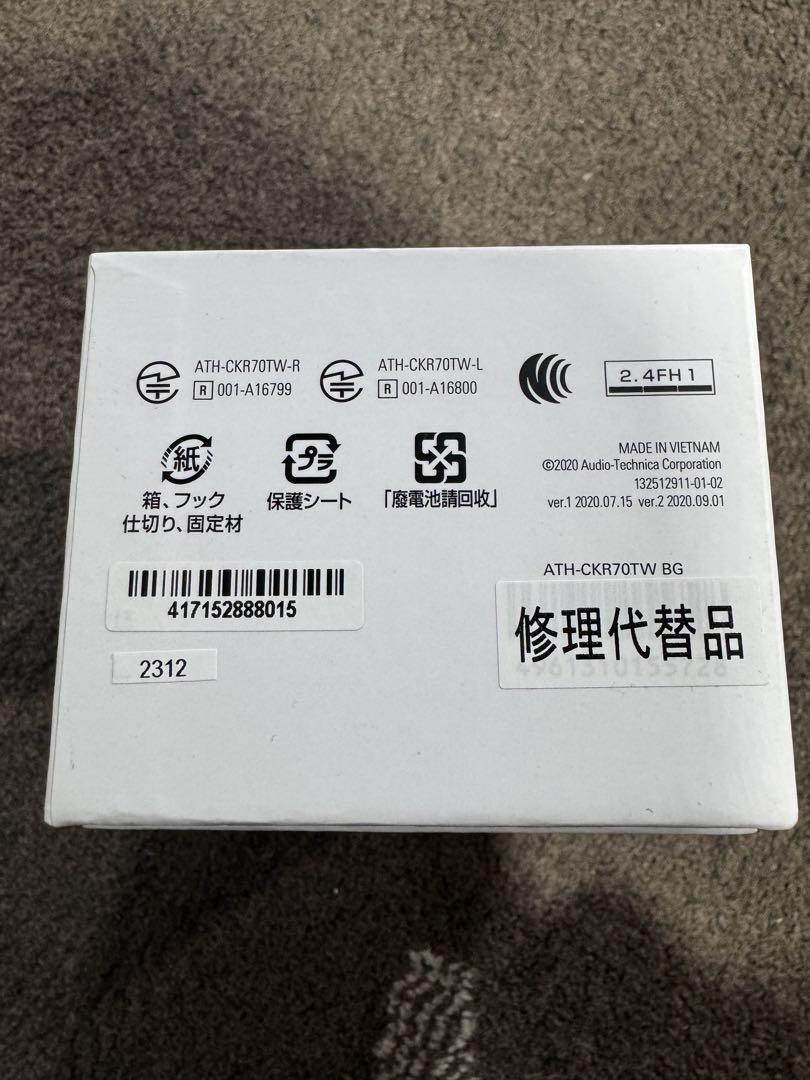 ATH-CKR70TW-R
R 001-A16799
ATH-CKR70TW-L
R 001-A16800
2.4FH1
紙
箱、フック
仕切り、固定材
プラ
保護シート
「廢電池請回收」
MADE IN VIETNAM
©2020 Audio-Technica Corporation
132512911-01-02
ver.1 2020.07.15 ver.2 2020.09.01
417152888015
2312
ATH-CKR70TW BG
修理代替品